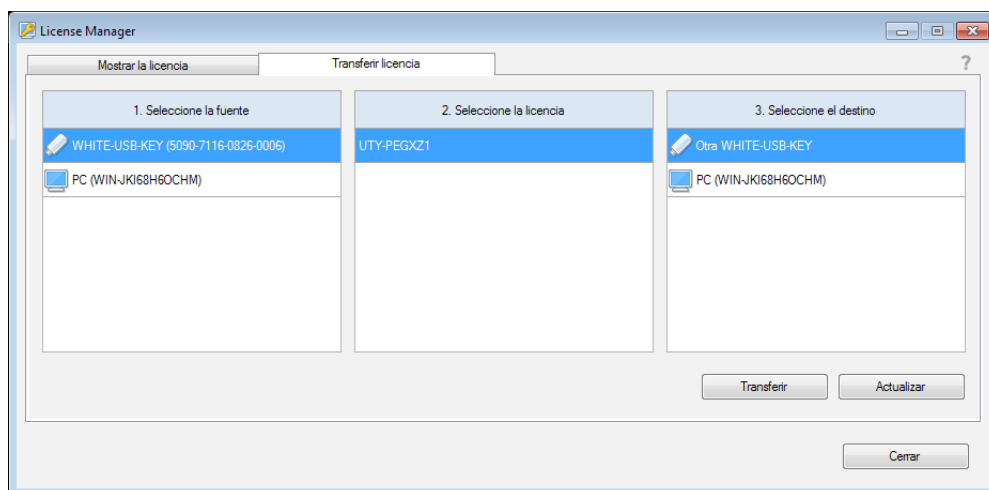 License Manager
Mostrar la licencia
Transferir licencia
?
1. Seleccione la fuente
2. Seleccione la licencia
3. Seleccione el destino
WHITE-USB-KEY (5090-7116-0826-0006)
UTY-PEGXZ1
Otra WHITE-USB-KEY
PC (WIN-JKI68H6OCHM)
PC (WIN-JKI68H6OCHM)
Transferir
Actualizar
Cerrar